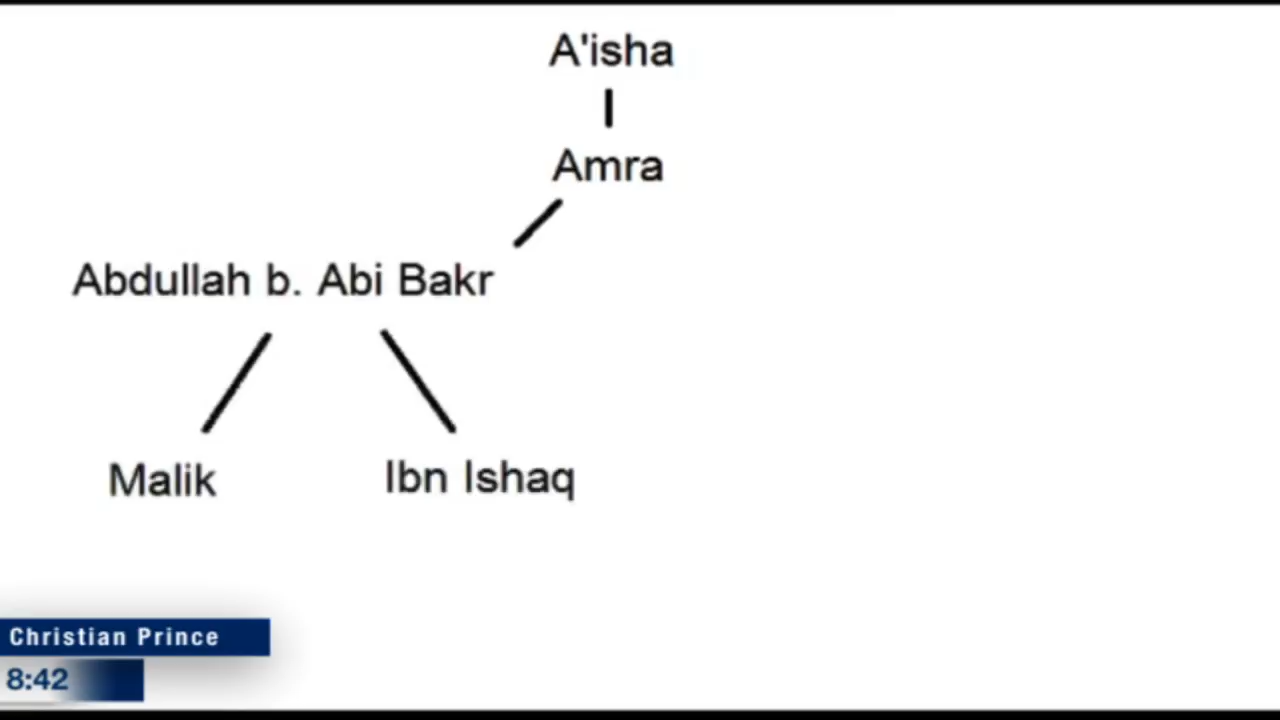 A'isha
Amra
Abdullah b. Abi Bakr
Malik
Ibn Ishaq
Christian Prince
8:42